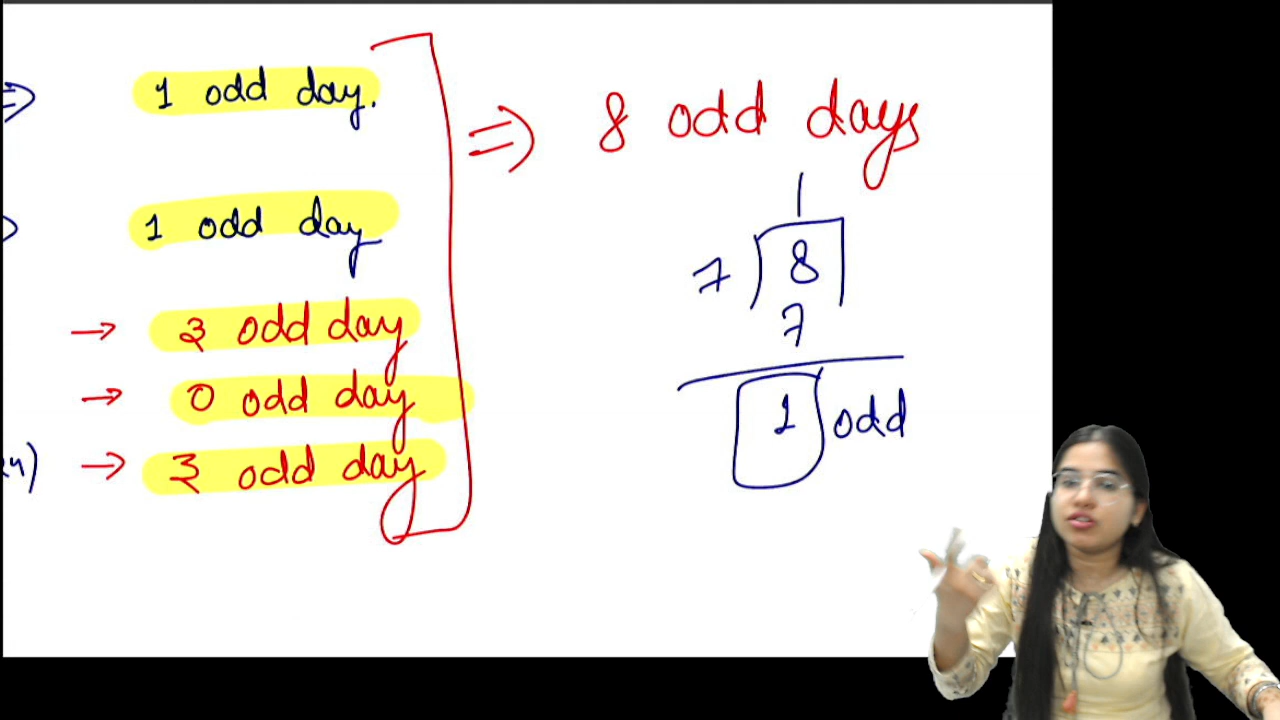 1 odd day.
1 odd day
→ 3 odd day
→ 0 odd day
→ 3 odd day
⇒ 8 odd days
1
7 ) 8
7
1 odd